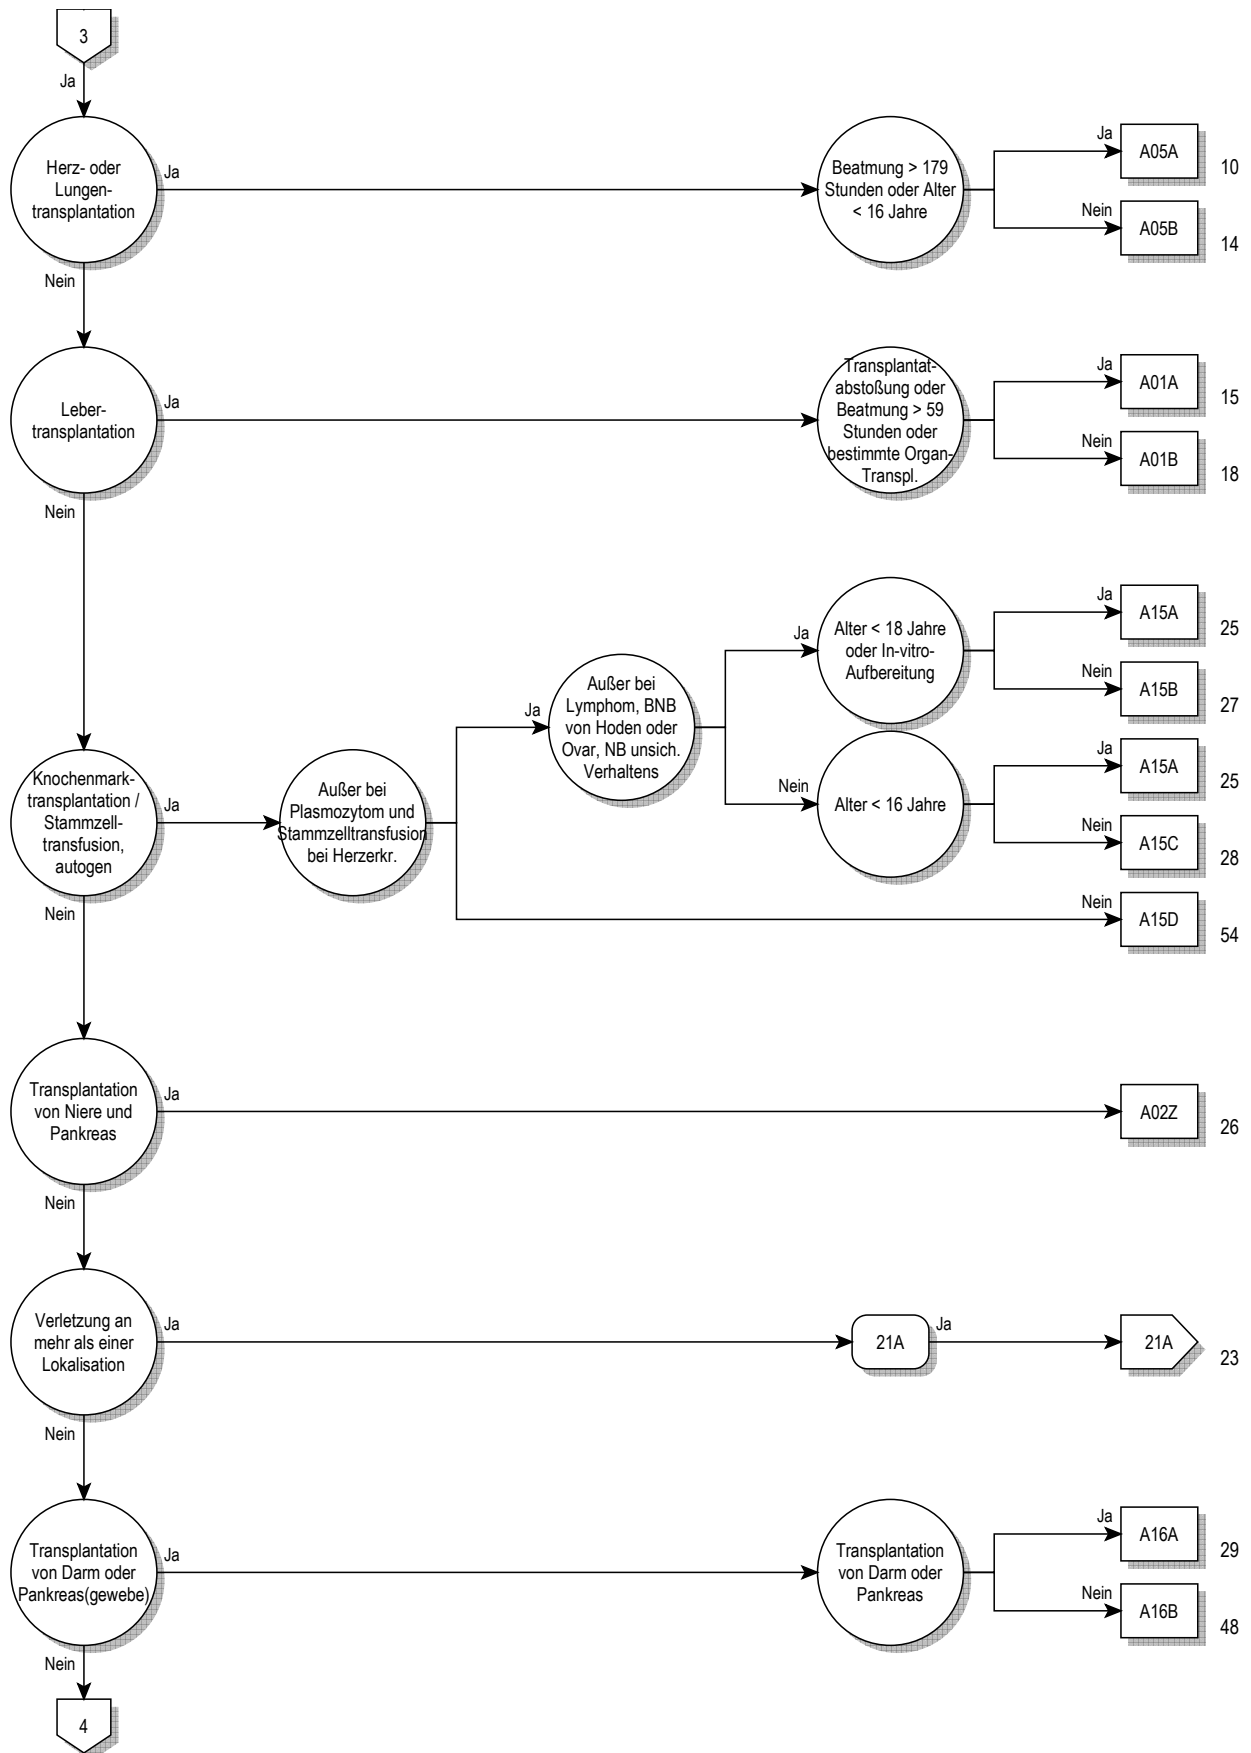 3
Ja
Herz- oder
Lungen-
transplantation
Ja
Beatmung > 179
Stunden oder Alter
< 16 Jahre
Ja
A05A
10
Nein
A05B
14
Nein
Leber-
transplantation
Ja
Transplantat-
abstoßung oder
Beatmung > 59
Stunden oder
bestimmte Organ-
Transpl.
Ja
A01A
15
Nein
A01B
18
Nein
Knochenmark-
transplantation /
Stammzell-
transfusion,
autogen
Ja
Außer bei
Plasmozytom und
Stammzelltransfusion
bei Herzerkr.
Ja
Außer bei
Lymphom, BNB
von Hoden oder
Ovar, NB unsich.
Verhaltens
Ja
Alter < 18 Jahre
oder In-vitro-
Aufbereitung
Ja
A15A
25
Nein
A15B
27
Nein
Alter < 16 Jahre
Ja
A15A
25
Nein
A15C
28
Nein
A15D
54
Nein
Transplantation
von Niere und
Pankreas
Ja
A02Z
26
Nein
Verletzung an
mehr als einer
Lokalisation
Ja
21A
Ja
21A
23
Nein
Transplantation
von Darm oder
Pankreas(gewebe)
Ja
Transplantation
von Darm oder
Pankreas
Ja
A16A
29
Nein
A16B
48
Nein
4